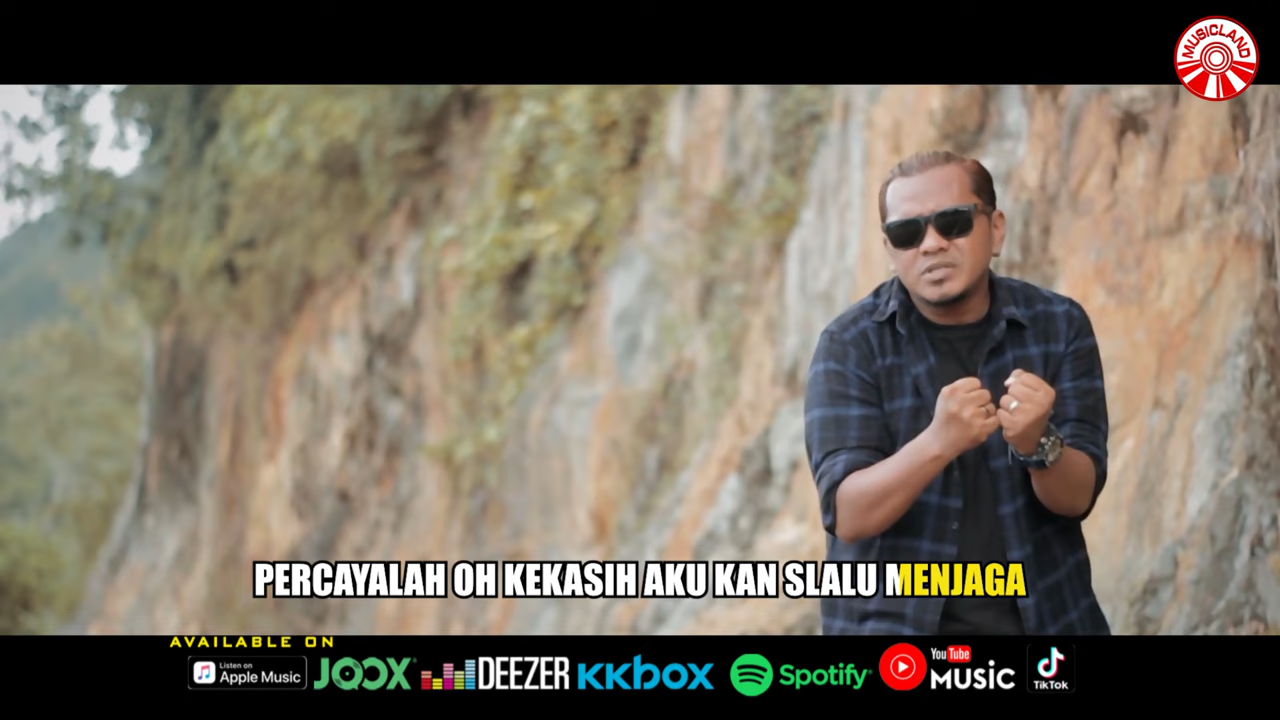 MUSICLAND
PERCAYALAH OH KEKASIH AKU KAN SLALU MENJAGA
AVAILABLE ON
Listen on
Apple Music
JOOX
DEEZER
KKBOX
Spotify
YouTube
MUSIC
TikTok